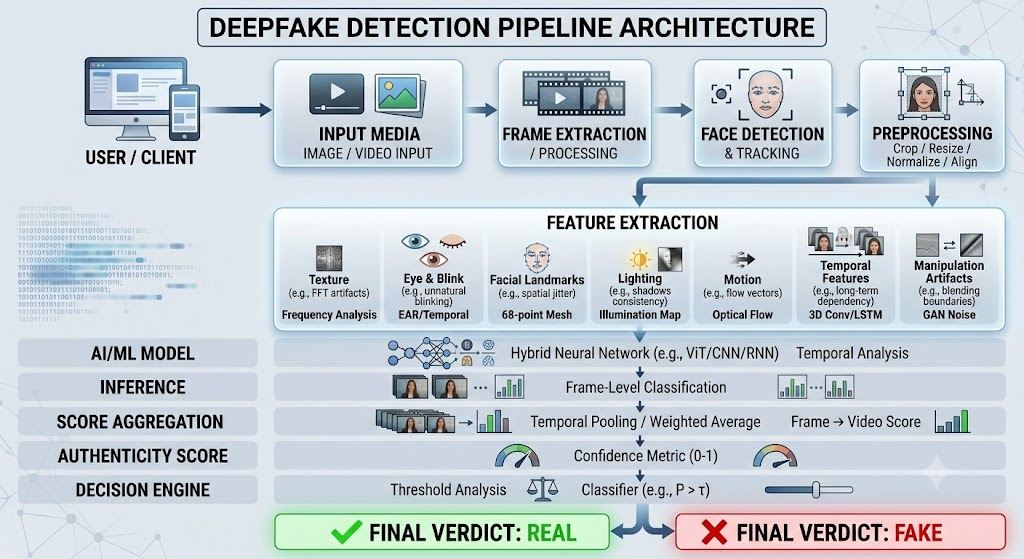 DEEPFAKE DETECTION PIPELINE ARCHITECTURE
USER / CLIENT
INPUT MEDIA
IMAGE / VIDEO INPUT
FRAME EXTRACTION
/ PROCESSING
FACE DETECTION
& TRACKING
PREPROCESSING
Crop / Resize /
Normalize / Align
FEATURE EXTRACTION
Texture
(e.g., FFT artifacts)
Frequency Analysis
Eye & Blink
(e.g., unnatural
blinking)
EAR/Temporal
Facial Landmarks
(e.g., spatial jitter)
68-point Mesh
Lighting
(e.g., shadows
consistency)
Illumination Map
Motion
(e.g., flow vectors)
Optical Flow
Temporal
Features
(e.g., long-term
dependency)
3D Conv/LSTM
Manipulation
Artifacts
(e.g., blending
boundaries)
GAN Noise
AI/ML MODEL
Hybrid Neural Network (e.g., ViT/CNN/RNN) Temporal Analysis
INFERENCE
Frame-Level Classification
SCORE AGGREGATION
Temporal Pooling / Weighted Average Frame → Video Score
AUTHENTICITY SCORE
Confidence Metric (0-1)
DECISION ENGINE
Threshold Analysis Classifier (e.g., P > τ)
FINAL VERDICT: REAL
FINAL VERDICT: FAKE